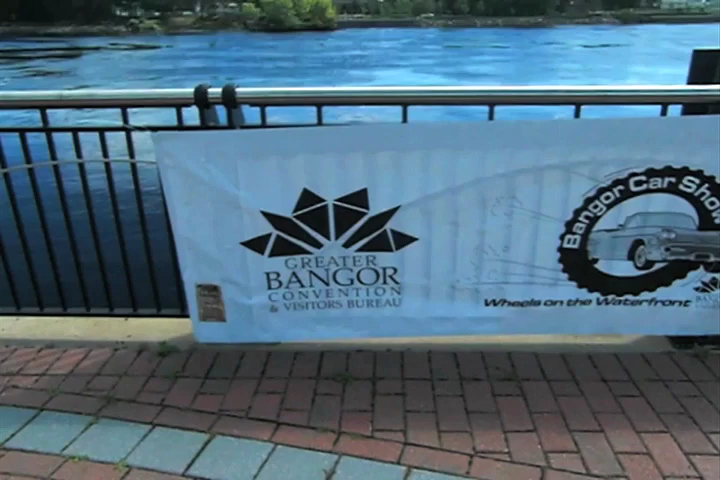 GREATER
BANGOR
CONVENTION
& VISITORS BUREAU
Bangor Car Show
Wheels on the Waterfront